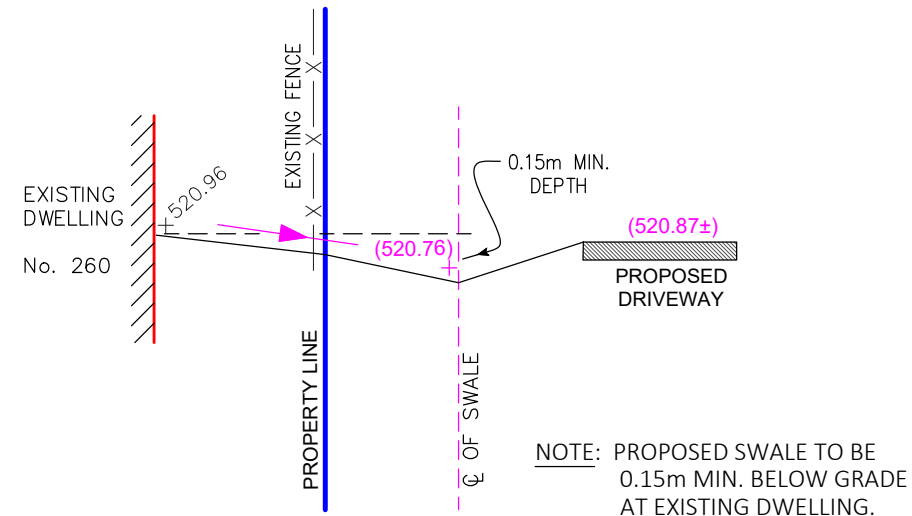 EXISTING FENCE
X
X
X
EXISTING
DWELLING
No. 260
520.96
0.15m MIN.
DEPTH
(520.76)
(520.87±)
PROPOSED
DRIVEWAY
PROPERTY LINE
℄ OF SWALE
NOTE: PROPOSED SWALE TO BE
0.15m MIN. BELOW GRADE
AT EXISTING DWELLING.